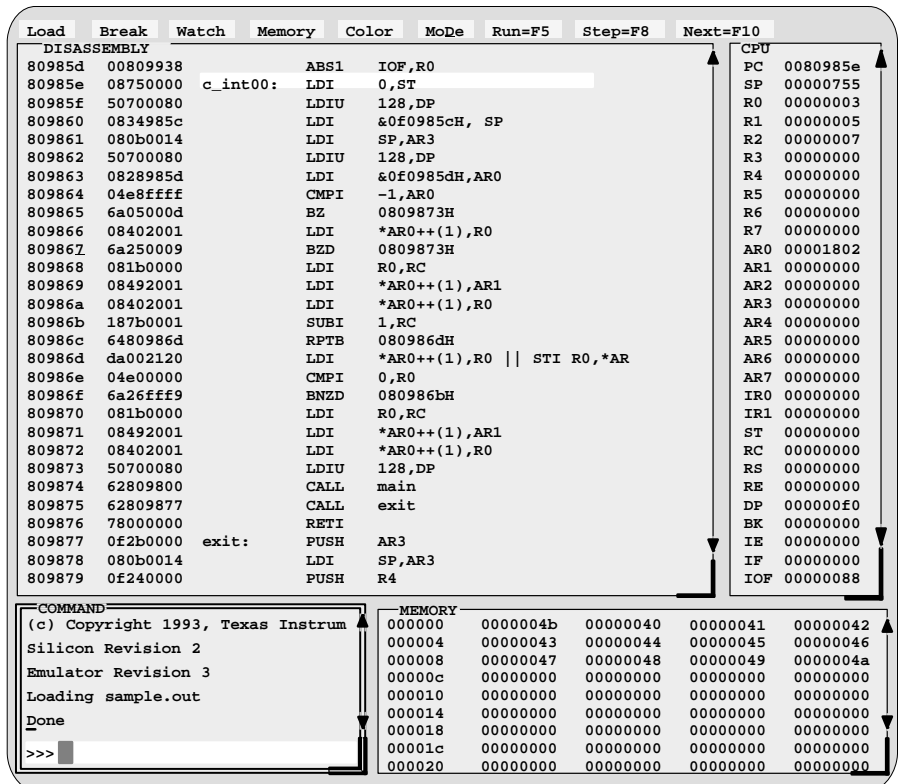 Load Break Watch Memory Color MoDe Run=F5 Step=F8 Next=F10
DISASSEMBLY
80985d 00809938 ABS1 IOF,R0
80985e 08750000 c_int00: LDI 0,ST
80985f 50700080 LDIU 128,DP
809860 0834985c LDI &0f0985cH, SP
809861 080b0014 LDI SP,AR3
809862 50700080 LDIU 128,DP
809863 0828985d LDI &0f0985dH,AR0
809864 04e8ffff CMPI -1,AR0
809865 6a05000d BZ 0809873H
809866 08402001 LDI *AR0++(1),R0
809867 6a250009 BZD 0809873H
809868 081b0000 LDI R0,RC
809869 08492001 LDI *AR0++(1),AR1
80986a 08402001 LDI *AR0++(1),R0
80986b 187b0001 SUBI 1,RC
80986c 6480986d RPTB 080986dH
80986d da002120 LDI *AR0++(1),R0 || STI R0,*AR
80986e 04e00000 CMPI 0,R0
80986f 6a26fff9 BNZD 080986bH
809870 081b0000 LDI R0,RC
809871 08492001 LDI *AR0++(1),AR1
809872 08402001 LDI *AR0++(1),R0
809873 50700080 LDIU 128,DP
809874 62809800 CALL main
809875 62809877 CALL exit
809876 78000000 RETI
809877 0f2b0000 exit: PUSH AR3
809878 080b0014 LDI SP,AR3
809879 0f240000 PUSH R4
CPU
PC 0080985e
SP 00000755
R0 00000003
R1 00000005
R2 00000007
R3 00000000
R4 00000000
R5 00000000
R6 00000000
R7 00000000
AR0 00001802
AR1 00000000
AR2 00000000
AR3 00000000
AR4 00000000
AR5 00000000
AR6 00000000
AR7 00000000
IR0 00000000
IR1 00000000
ST 00000000
RC 00000000
RS 00000000
RE 00000000
DP 000000f0
BK 00000000
IE 00000000
IF 00000000
IOF 00000088
COMMAND
(c) Copyright 1993, Texas Instrum
Silicon Revision 2
Emulator Revision 3
Loading sample.out
Done
>>>
MEMORY
000000 0000004b 00000040 00000041 00000042
000004 00000043 00000044 00000045 00000046
000008 00000047 00000048 00000049 0000004a
00000c 00000000 00000000 00000000 00000000
000010 00000000 00000000 00000000 00000000
000014 00000000 00000000 00000000 00000000
000018 00000000 00000000 00000000 00000000
00001c 00000000 00000000 00000000 00000000
000020 00000000 00000000 00000000 00000000